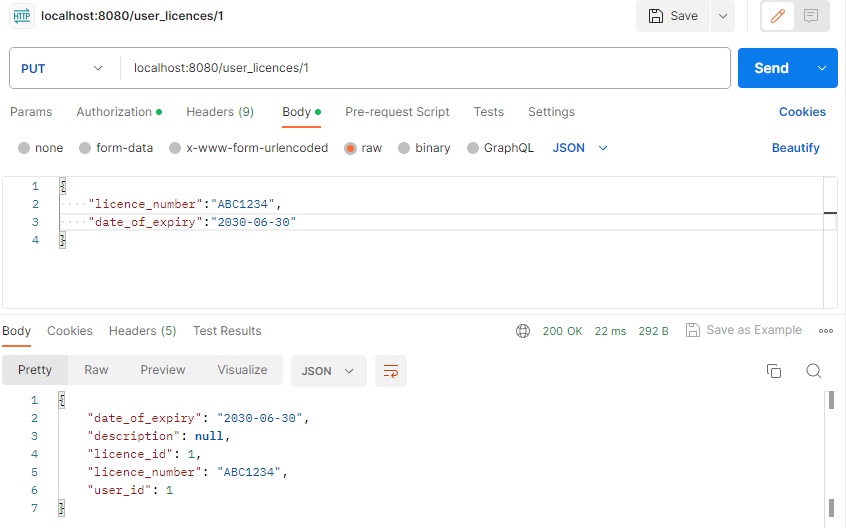 HTTP localhost:8080/user_licences/1 Save
PUT localhost:8080/user_licences/1 Send
Params Authorization Headers (9) Body Pre-request Script Tests Settings Cookies
none form-data x-www-form-urlencoded raw binary GraphQL JSON Beautify
1 {
2 "licence_number":"ABC1234",
3 "date_of_expiry":"2030-06-30"
4 }
Body Cookies Headers (5) Test Results 200 OK 22 ms 292 B Save as Example
Pretty Raw Preview Visualize JSON
1 {
2 "date_of_expiry": "2030-06-30",
3 "description": null,
4 "licence_id": 1,
5 "licence_number": "ABC1234",
6 "user_id": 1
7 }